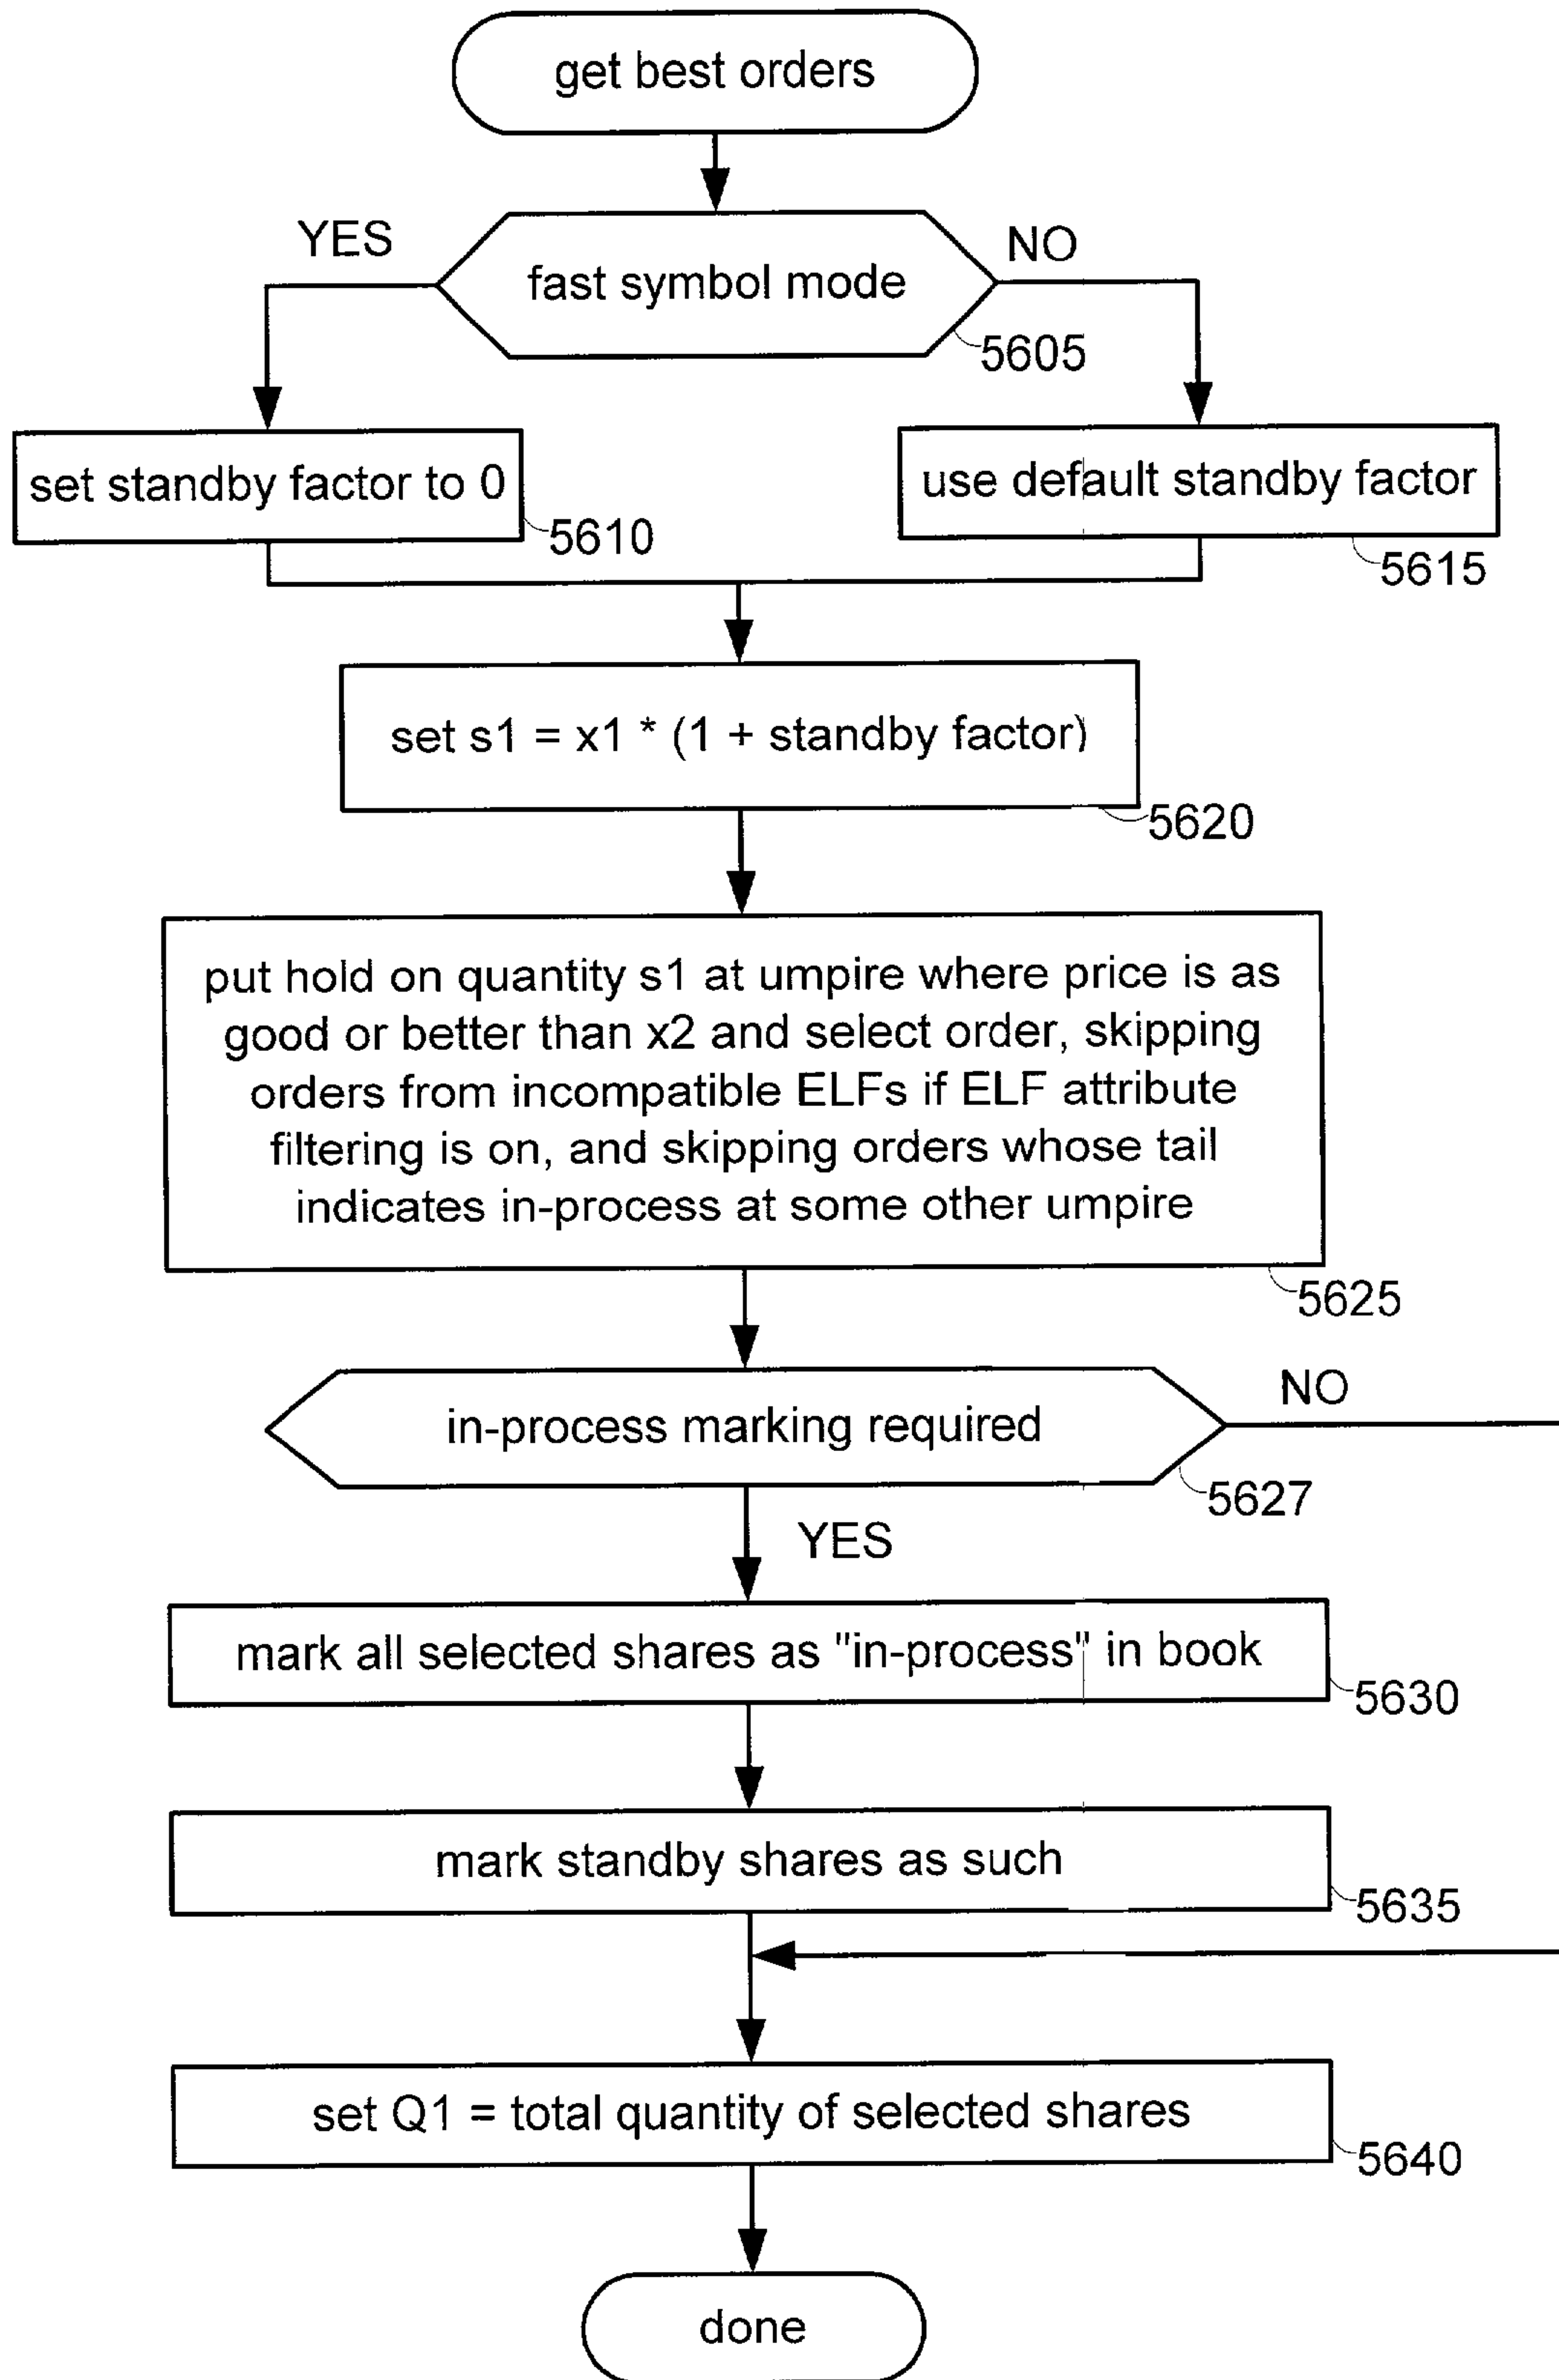 get best orders
YES
NO
fast symbol mode
5605
set standby factor to 0
use default standby factor
5610
5615
set s1 = x1 * (1 + standby factor)
5620
put hold on quantity s1 at umpire where price is as
good or better than x2 and select order, skipping
orders from incompatible ELFs if ELF attribute
filtering is on, and skipping orders whose tail
indicates in-process at some other umpire
5625
NO
in-process marking required
5627
YES
mark all selected shares as "in-process" in book
5630
mark standby shares as such
5635
set Q1 = total quantity of selected shares
5640
done